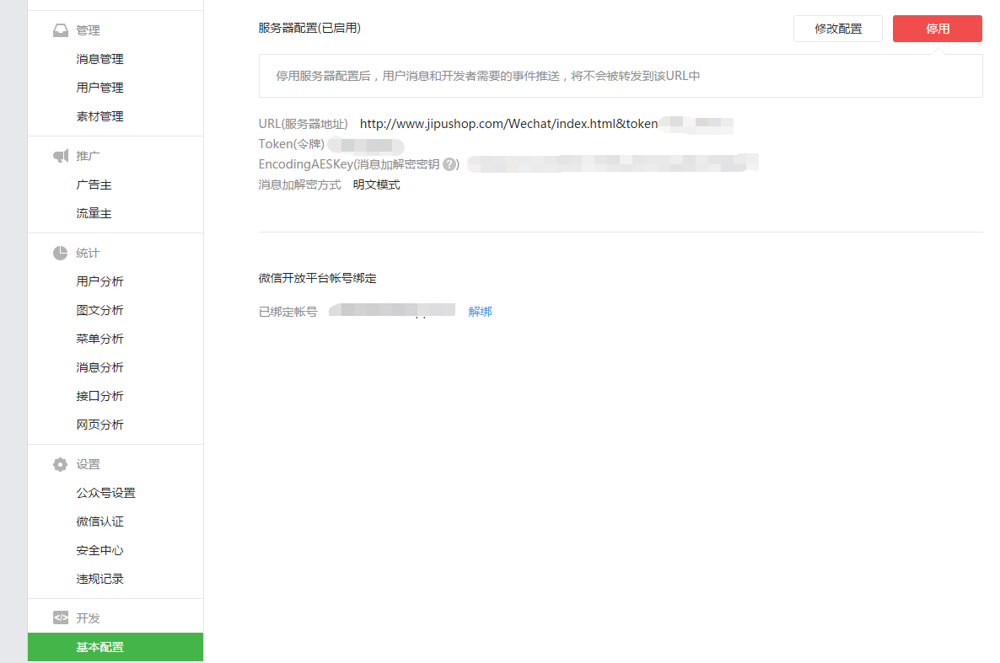 管理
消息管理
用户管理
素材管理
推广
广告主
流量主
统计
用户分析
图文分析
菜单分析
消息分析
接口分析
网页分析
设置
公众号设置
微信认证
安全中心
违规记录
开发
基本配置
服务器配置(已启用)
修改配置
停用
停用服务器配置后，用户消息和开发者需要的事件推送，将不会被转发到该URL中
URL(服务器地址) http://www.jipushop.com/Wechat/index.html&token
Token(令牌)
EncodingAESKey(消息加解密密钥 ?)
消息加解密方式 明文模式
微信开放平台帐号绑定
已绑定帐号 解绑